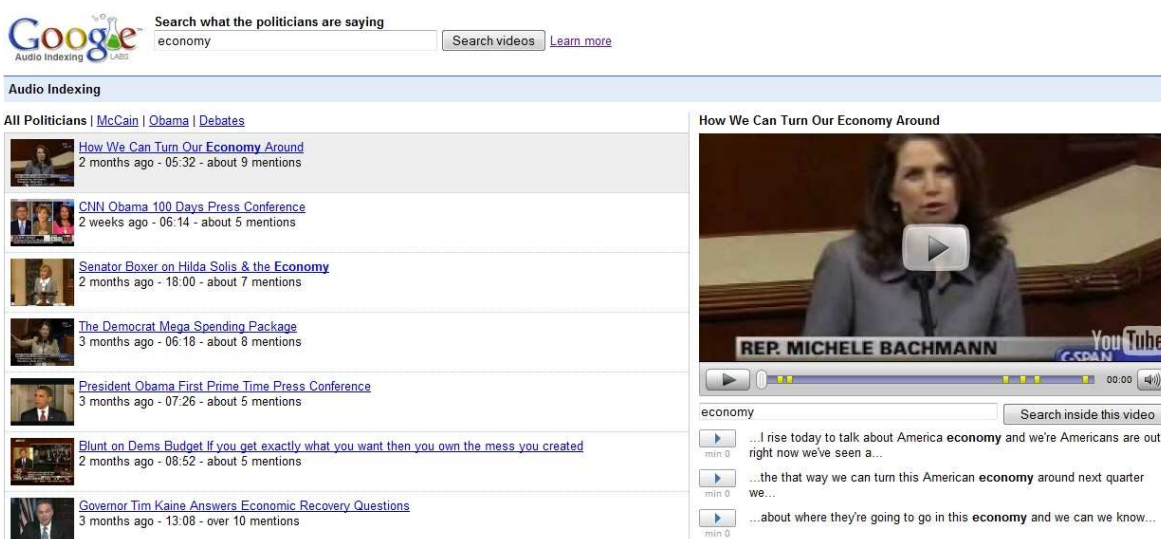 Google
Audio Indexing LABS
Search what the politicians are saying
economy
Search videos Learn more
Audio Indexing
All Politicians | McCain | Obama | Debates
How We Can Turn Our Economy Around
2 months ago - 05:32 - about 9 mentions
CNN Obama 100 Days Press Conference
2 weeks ago - 06:14 - about 5 mentions
Senator Boxer on Hilda Solis & the Economy
2 months ago - 18:00 - about 7 mentions
The Democrat Mega Spending Package
3 months ago - 06:18 - about 8 mentions
President Obama First Prime Time Press Conference
3 months ago - 07:26 - about 5 mentions
Blunt on Dems Budget If you get exactly what you want then you own the mess you created
2 months ago - 08:52 - about 5 mentions
Governor Tim Kaine Answers Economic Recovery Questions
3 months ago - 13:08 - over 10 mentions
How We Can Turn Our Economy Around
REP. MICHELE BACHMANN
C-SPAN
YouTube
00:00
economy
Search inside this video
...I rise today to talk about America economy and we're Americans are out
min 0 right now we've seen a...
...the that way we can turn this American economy around next quarter
min 0 we...
...about where they're going to go in this economy and we can we know...
min 0